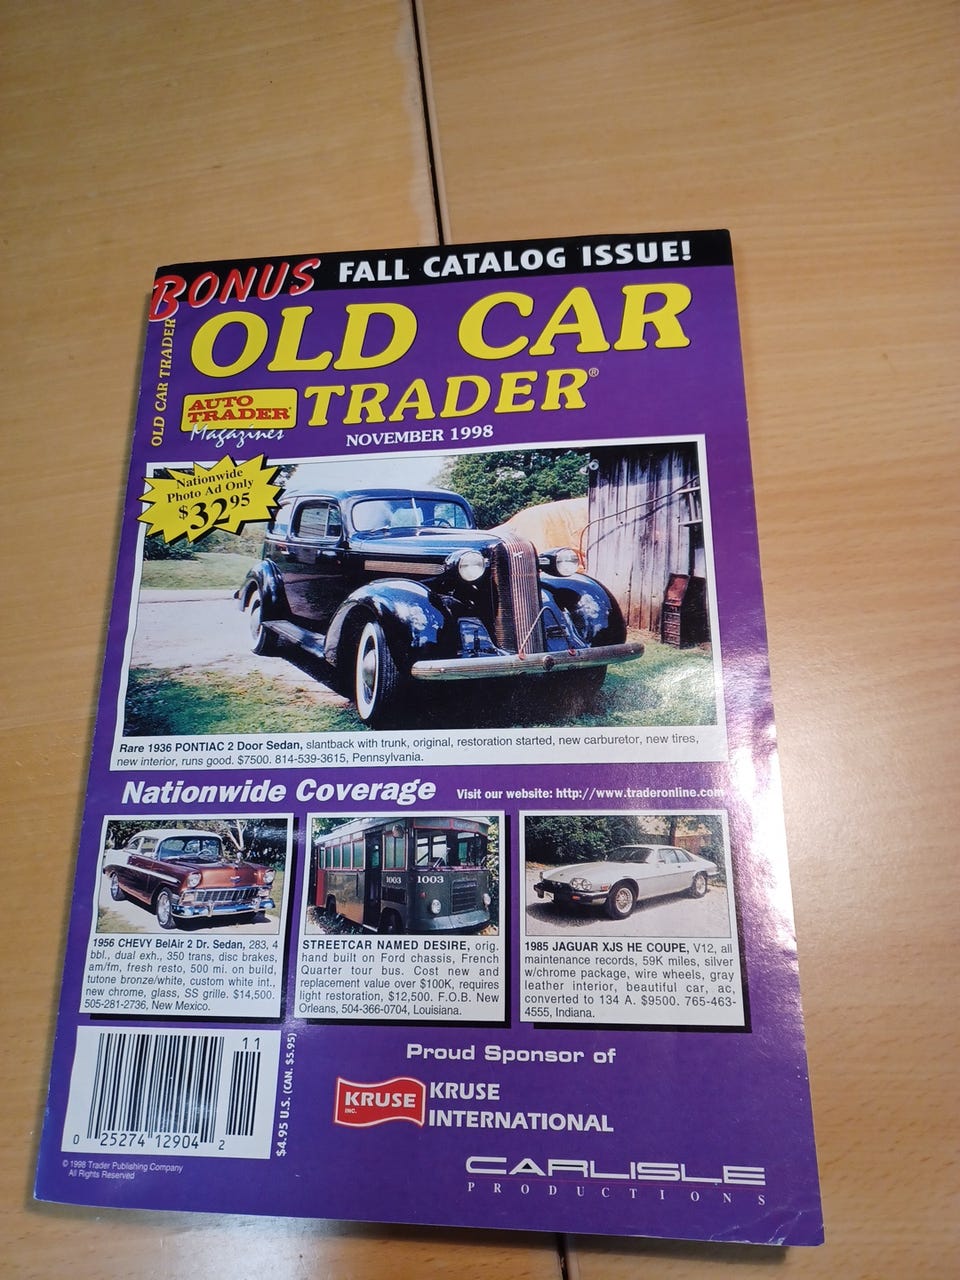 BONUS FALL CATALOG ISSUE!
OLD CAR TRADER
OLD CAR
TRADER®
AUTO
TRADER
Magazines
NOVEMBER 1998
Nationwide
Photo Ad Only
$32.95
Rare 1936 PONTIAC 2 Door Sedan, slantback with trunk, original, restoration started, new carburetor, new tires,
new interior, runs good. $7500. 814-539-3615, Pennsylvania.
Nationwide Coverage
Visit our website: http://www.traderonline.com
1003 1003
1956 CHEVY BelAir 2 Dr. Sedan, 283, 4
bbl., dual exh., 350 trans, disc brakes,
am/fm, fresh resto, 500 mi. on build,
tutone bronze/white, custom white int.,
new chrome, glass, SS grille. $14,500.
505-281-2736, New Mexico.
STREETCAR NAMED DESIRE, orig.
hand built on Ford chassis, French
Quarter tour bus. Cost new and
replacement value over $100K, requires
light restoration, $12,500. F.O.B. New
Orleans, 504-366-0704, Louisiana.
1985 JAGUAR XJS HE COUPE, V12, all
maintenance records, 59K miles, silver
w/chrome package, wire wheels, gray
leather interior, beautiful car, ac,
converted to 134 A. $9500. 765-463-
4555, Indiana.
11
0 25274 12904 2
$4.95 U.S. (CAN. $5.95)
© 1998 Trader Publishing Company
All Rights Reserved
Proud Sponsor of
KRUSE
INC.
KRUSE
INTERNATIONAL
CARLISLE
PRODUCTIONS